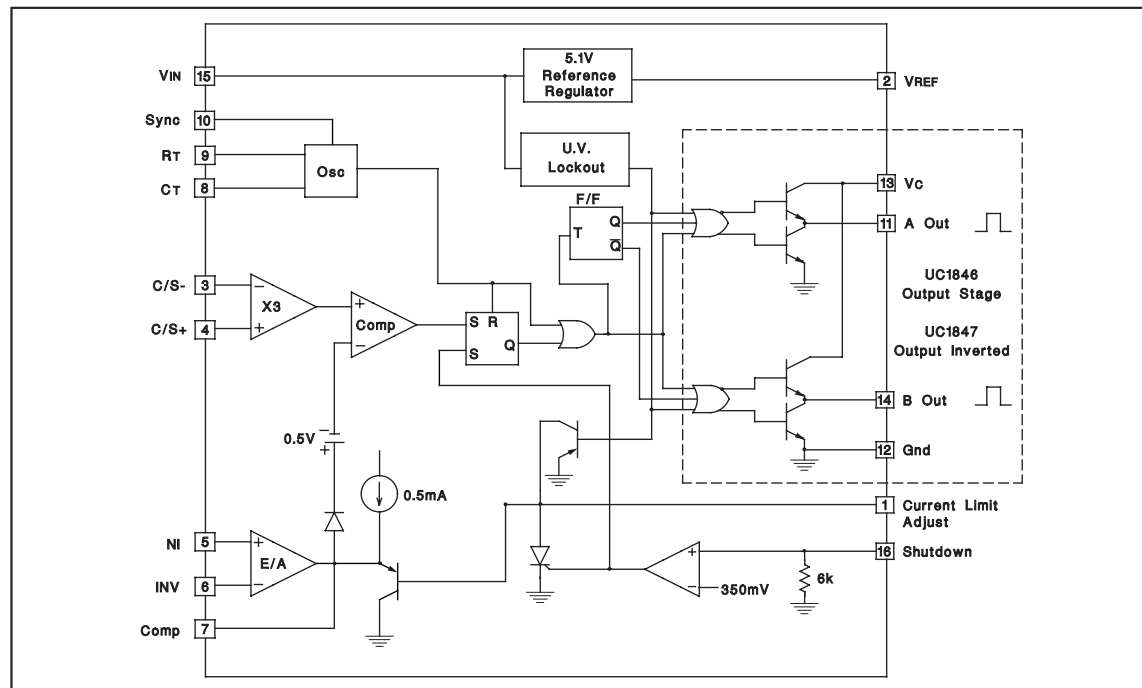 5.1V
Reference
Regulator
VIN
15
2
VREF
Sync
10
RT
9
CT
8
Osc
U.V.
Lockout
F/F
T
Q
Q̅
13
VC
11
A Out
C/S-
3
C/S+
4
-
+
X3
+
-
Comp
S
R
S
Q
UC1846
Output Stage
UC1847
Output Inverted
14
B Out
12
Gnd
0.5V
-
+
0.5mA
1
Current Limit
Adjust
NI
5
INV
6
+
-
E/A
Comp
7
+
-
350mV
6k
16
Shutdown